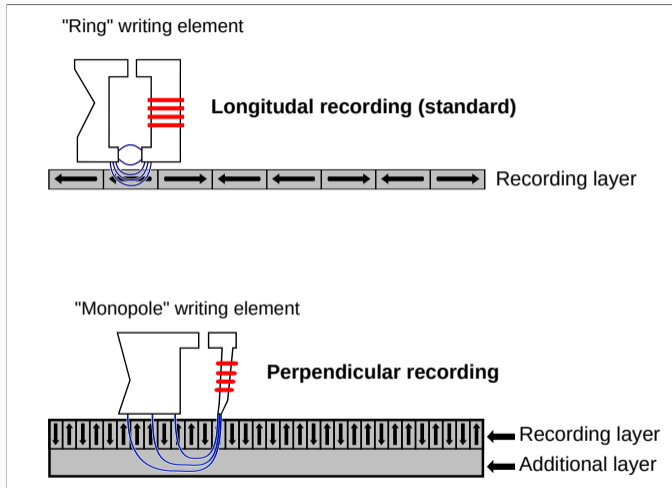 "Ring" writing element
Longitudal recording (standard)
Recording layer
"Monopole" writing element
Perpendicular recording
Recording layer
Additional layer